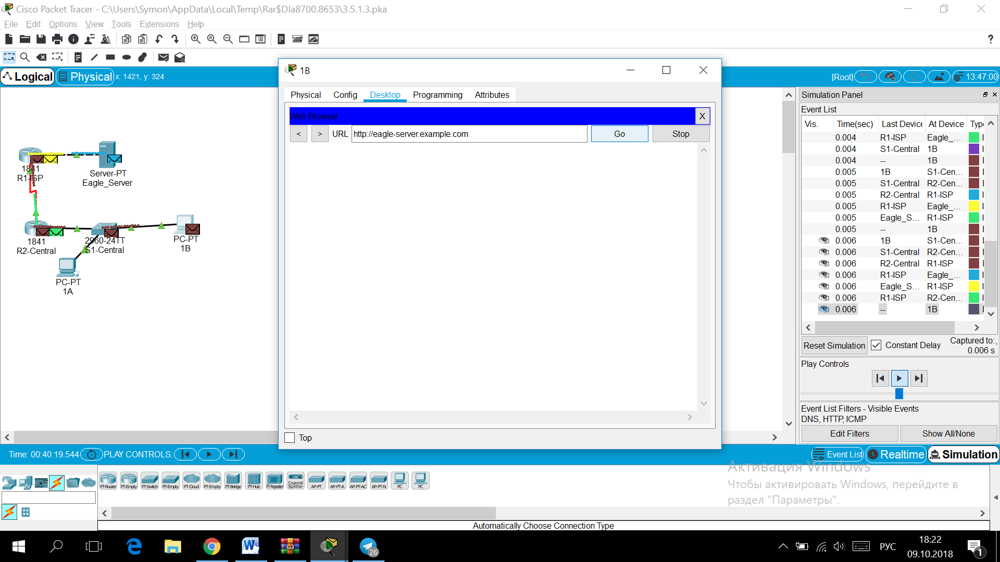 Cisco Packet Tracer - C:\Users\Symon\AppData\Local\Temp\Rar$DIa8700.8653\3.5.1.3.pka
File Edit Options View Tools Extensions Help
?
Logical Physical x: 1421, y: 324
[Root] 13:47:00
1841
R1-ISP
Server-PT
Eagle_Server
1841
R2-Central
2960-24TT
S1-Central
PC-PT
1B
PC-PT
1A
1B
Physical Config Desktop Programming Attributes
Web Browser X
< > URL http://eagle-server.example.com Go Stop
Top
Simulation Panel
Event List
Vis. Time(sec) Last Device At Device Type
0.004 R1-ISP Eagle_...
0.004 S1-Central 1B
0.004 -- 1B
0.005 1B S1-Cen...
0.005 S1-Central R2-Cen...
0.005 R2-Central R1-ISP
0.005 R1-ISP Eagle_...
0.005 Eagle_S... R1-ISP
0.005 -- 1B
0.006 1B S1-Cen...
0.006 S1-Central R2-Cen...
0.006 R2-Central R1-ISP
0.006 R1-ISP Eagle_...
0.006 Eagle_S... R1-ISP
0.006 R1-ISP R2-Cen...
0.006 -- 1B
Reset Simulation Constant Delay Captured to:
0.006 s
Play Controls
Event List Filters - Visible Events
DNS, HTTP, ICMP
Edit Filters Show All/None
Time: 00:40:19.544 PLAY CONTROLS:
Event List Realtime Simulation
PT-Router PT-Empty PT-Switch PT-Empty PT-Cloud PT-Empty PT-Bridge PT-Hub PT-Repeater Coaxial Splitter AP-PT AP-PT-A AP-PT-AC AP-PT-N PC PC
Активация Windows
Чтобы активировать Windows, перейдите в
раздел "Параметры".
Automatically Choose Connection Type
26
РУС
18:22
09.10.2018
1